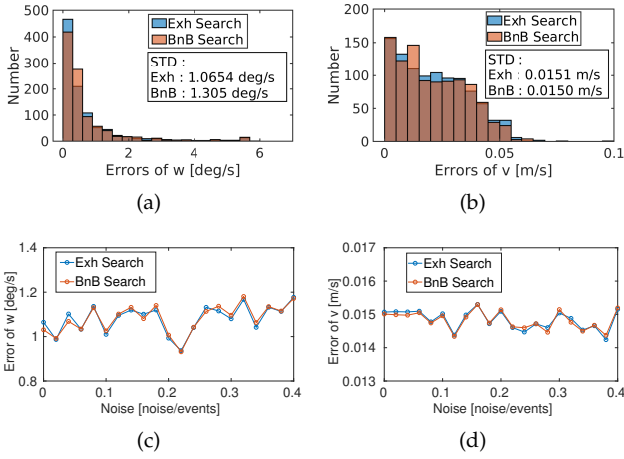 500
400
300
200
100
0
Number
0
2
4
6
Errors of w [deg/s]
Exh Search
BnB Search
STD :
Exh : 1.0654 deg/s
BnB : 1.305 deg/s
(a)
200
150
100
50
0
Number
0
0.05
0.1
Errors of v [m/s]
Exh Search
BnB Search
STD :
Exh : 0.0151 m/s
BnB : 0.0150 m/s
(b)
1.4
1.2
1
0.8
Error of w [deg/s]
0
0.1
0.2
0.3
0.4
Noise [noise/events]
Exh Search
BnB Search
(c)
0.017
0.016
0.015
0.014
0.013
Error of v [m/s]
0
0.1
0.2
0.3
0.4
Noise [noise/events]
Exh Search
BnB Search
(d)